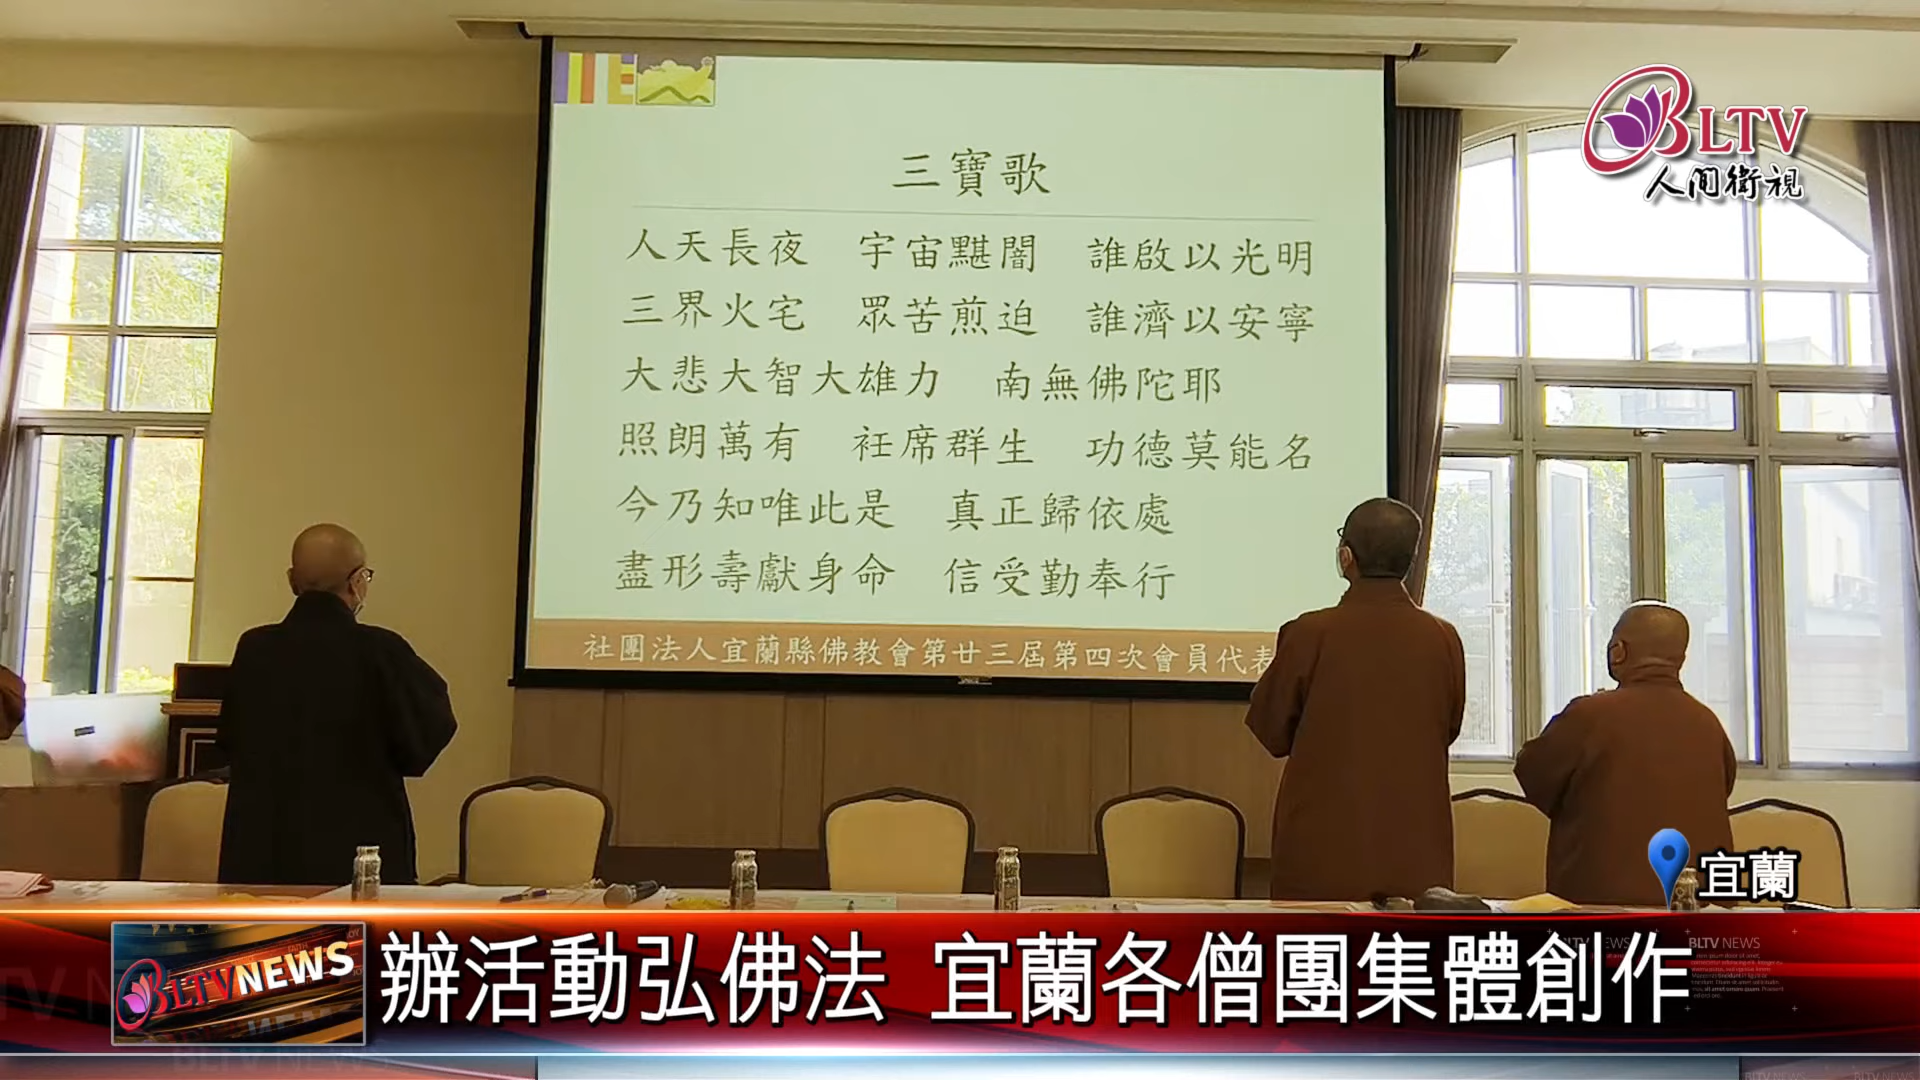 三寶歌
人天長夜 宇宙黮闇 誰啟以光明
三界火宅 眾苦煎迫 誰濟以安寧
大悲大智大雄力 南無佛陀耶
照朗萬有 衽席群生 功德莫能名
今乃知唯此是 真正歸依處
盡形壽獻身命 信受勤奉行
社團法人宜蘭縣佛教會第廿三屆第四次會員代表
BLTV
人間衛視
宜蘭
BLTVNEWS
辦活動弘佛法 宜蘭各僧團集體創作
BLTV NEWS